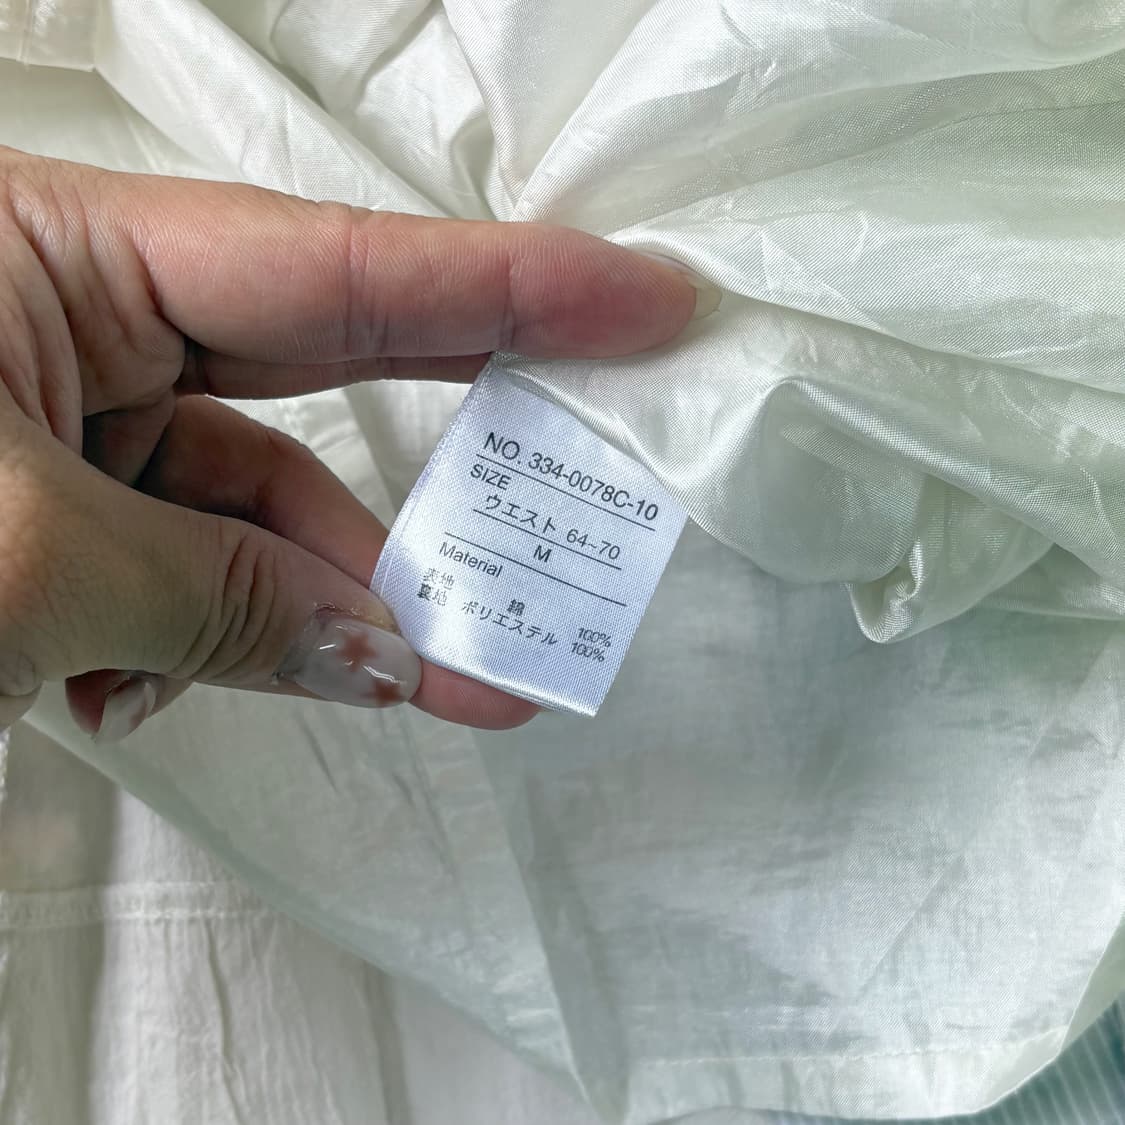 NO. 334-0078C-10
SIZE
ウエスト 64~70
M
Material
表地 綿 100%
裏地 ポリエステル 100%